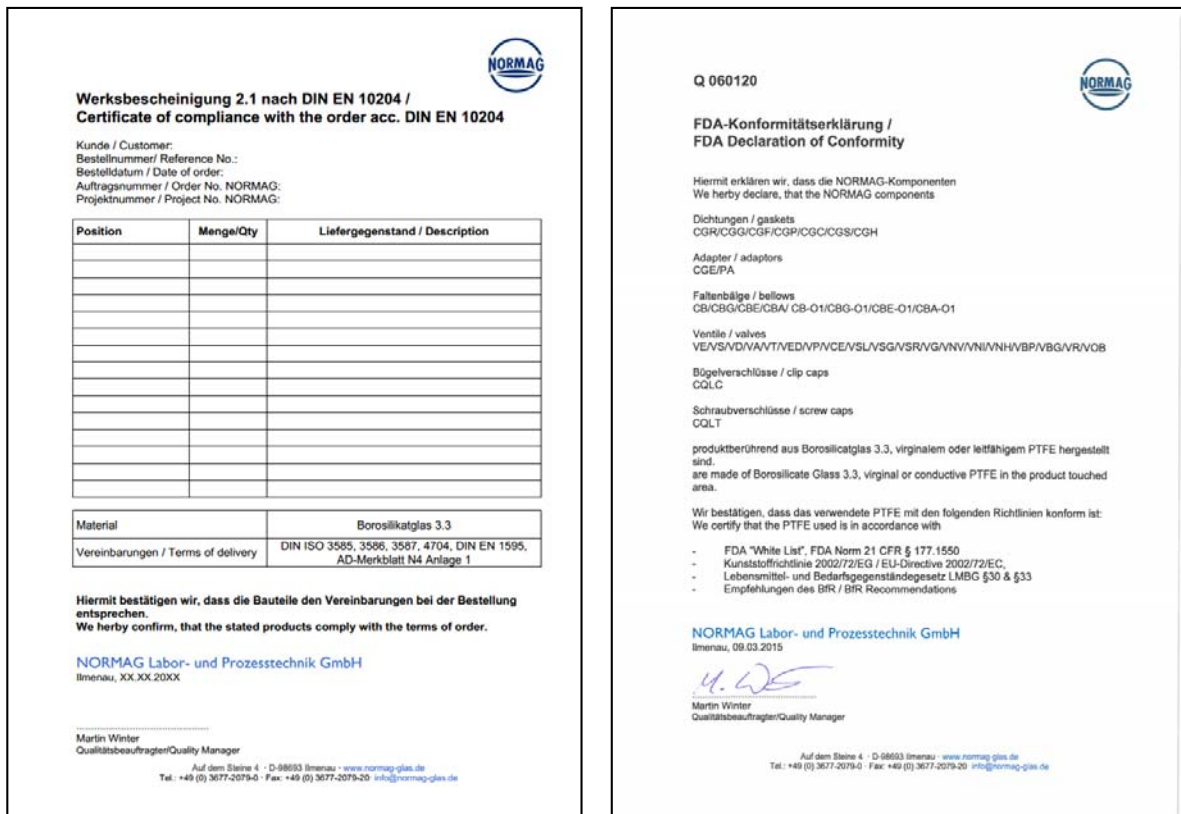 NORMAG
Werksbescheinigung 2.1 nach DIN EN 10204 /
Certificate of compliance with the order acc. DIN EN 10204
Kunde / Customer:
Bestellnummer/ Reference No.:
Bestelldatum / Date of order:
Auftragsnummer / Order No. NORMAG:
Projektnummer / Project No. NORMAG:
Position Menge/Qty Liefergegenstand / Description
Material Borosilikatglas 3.3
Vereinbarungen / Terms of delivery DIN ISO 3585, 3586, 3587, 4704, DIN EN 1595,
AD-Merkblatt N4 Anlage 1
Hiermit bestätigen wir, dass die Bauteile den Vereinbarungen bei der Bestellung
entsprechen.
We herby confirm, that the stated products comply with the terms of order.
NORMAG Labor- und Prozesstechnik GmbH
Ilmenau, XX.XX.20XX
Martin Winter
Qualitätsbeauftragter/Quality Manager
Auf dem Steine 4 · D-98693 Ilmenau · www.normag-glas.de
Tel.: +49 (0) 3677-2079-0 · Fax: +49 (0) 3677-2079-20 info@normag-glas.de
Q 060120
NORMAG
FDA-Konformitätserklärung /
FDA Declaration of Conformity
Hiermit erklären wir, dass die NORMAG-Komponenten
We herby declare, that the NORMAG components
Dichtungen / gaskets
CGR/CGG/CGF/CGP/CGC/CGS/CGH
Adapter / adaptors
CGE/PA
Faltenbälge / bellows
CB/CBG/CBE/CBA/ CB-O1/CBG-O1/CBE-O1/CBA-O1
Ventile / valves
VE/VS/VD/VA/VT/VED/VP/VCE/VSL/VSG/VSR/VG/VNV/VNI/VNH/VBP/VBG/VR/VOB
Bügelverschlüsse / clip caps
CQLC
Schraubverschlüsse / screw caps
CQLT
produktberührend aus Borosilicatglas 3.3, virginalem oder leitfähigem PTFE hergestellt
sind.
are made of Borosilicate Glass 3.3, virginal or conductive PTFE in the product touched
area.
Wir bestätigen, dass das verwendete PTFE mit den folgenden Richtlinien konform ist:
We certify that the PTFE used is in accordance with
- FDA "White List", FDA Norm 21 CFR § 177.1550
- Kunststoffrichtlinie 2002/72/EG / EU-Directive 2002/72/EC,
- Lebensmittel- und Bedarfsgegenständegesetz LMBG §30 & §33
- Empfehlungen des BfR / BfR Recommendations
NORMAG Labor- und Prozesstechnik GmbH
Ilmenau, 09.03.2015
Martin Winter
Qualitätsbeauftragter/Quality Manager
Auf dem Steine 4 · D-98693 Ilmenau · www.normag-glas.de
Tel.: +49 (0) 3677-2079-0 · Fax: +49 (0) 3677-2079-20 info@normag-glas.de